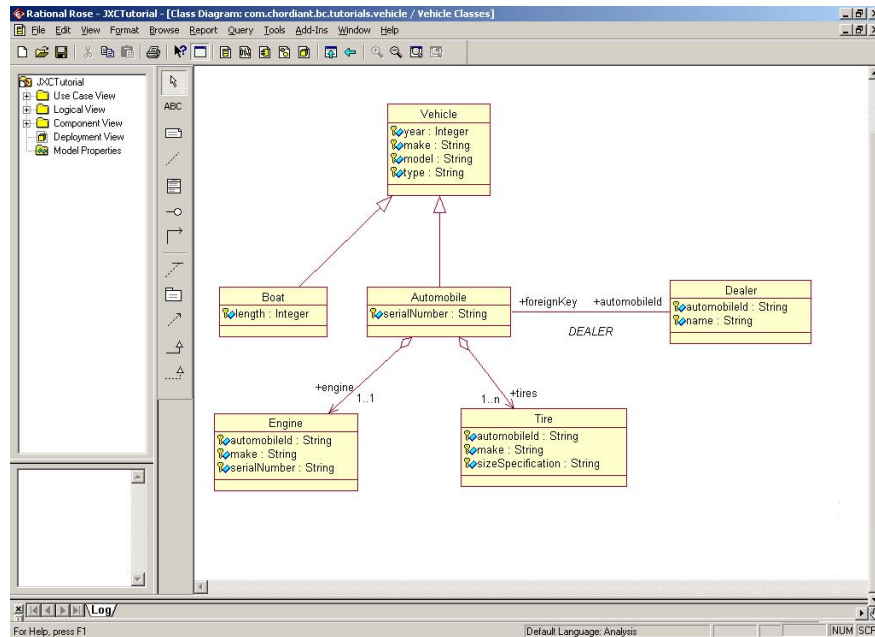 Rational Rose - JXCTutorial - [Class Diagram: com.chordiant.bc.tutorials.vehicle / Vehicle Classes]
File Edit View Format Browse Report Query Tools Add-Ins Window Help
JXCTutorial
Use Case View
Logical View
Component View
Deployment View
Model Properties
ABC
Vehicle
year : Integer
make : String
model : String
type : String
Boat
length : Integer
Automobile
serialNumber : String
+foreignKey +automobileId
DEALER
Dealer
automobileId : String
name : String
+engine
1..1
+tires
1..n
Engine
automobileId : String
make : String
serialNumber : String
Tire
automobileId : String
make : String
sizeSpecification : String
Log
For Help, press F1
Default Language: Analysis
NUM SCF